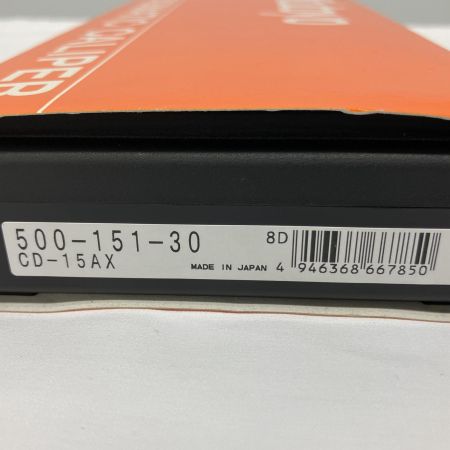 CALIPER
500-151-30
CD-15AX
8D
MADE IN JAPAN
4 946368 667850